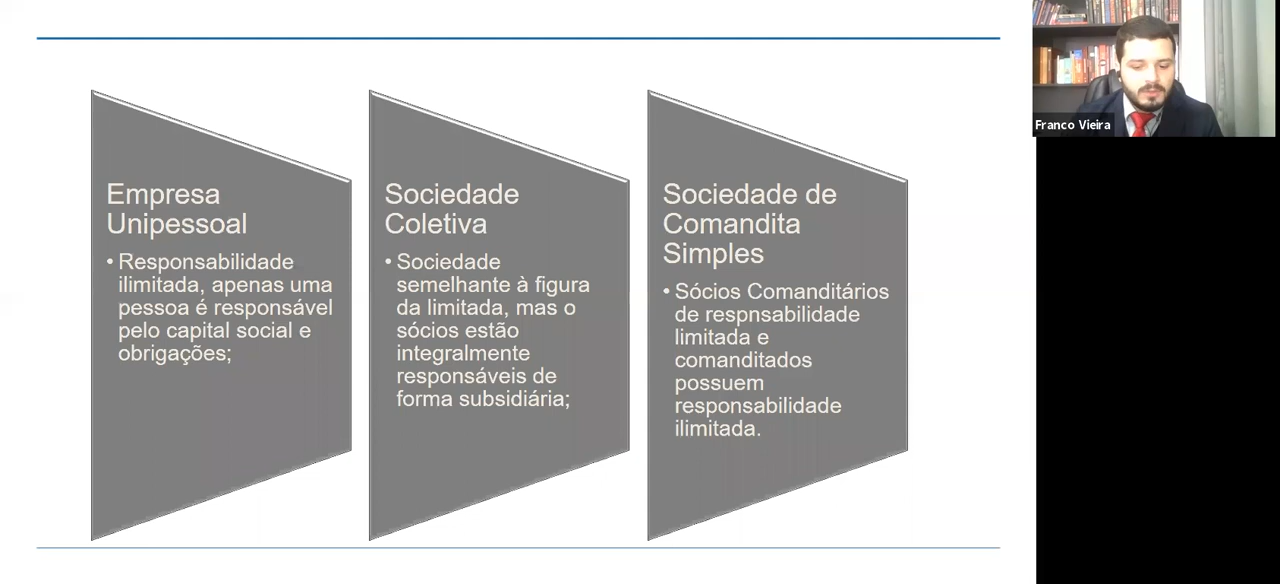 Empresa
Unipessoal
• Responsabilidade
ilimitada, apenas uma
pessoa é responsável
pelo capital social e
obrigações;
Sociedade
Coletiva
• Sociedade
semelhante à figura
da limitada, mas o
sócios estão
integralmente
responsáveis de
forma subsidiária;
Sociedade de
Comandita
Simples
• Sócios Comanditários
de respnsabilidade
limitada e
comanditados
possuem
responsabilidade
ilimitada.
Franco Vieira